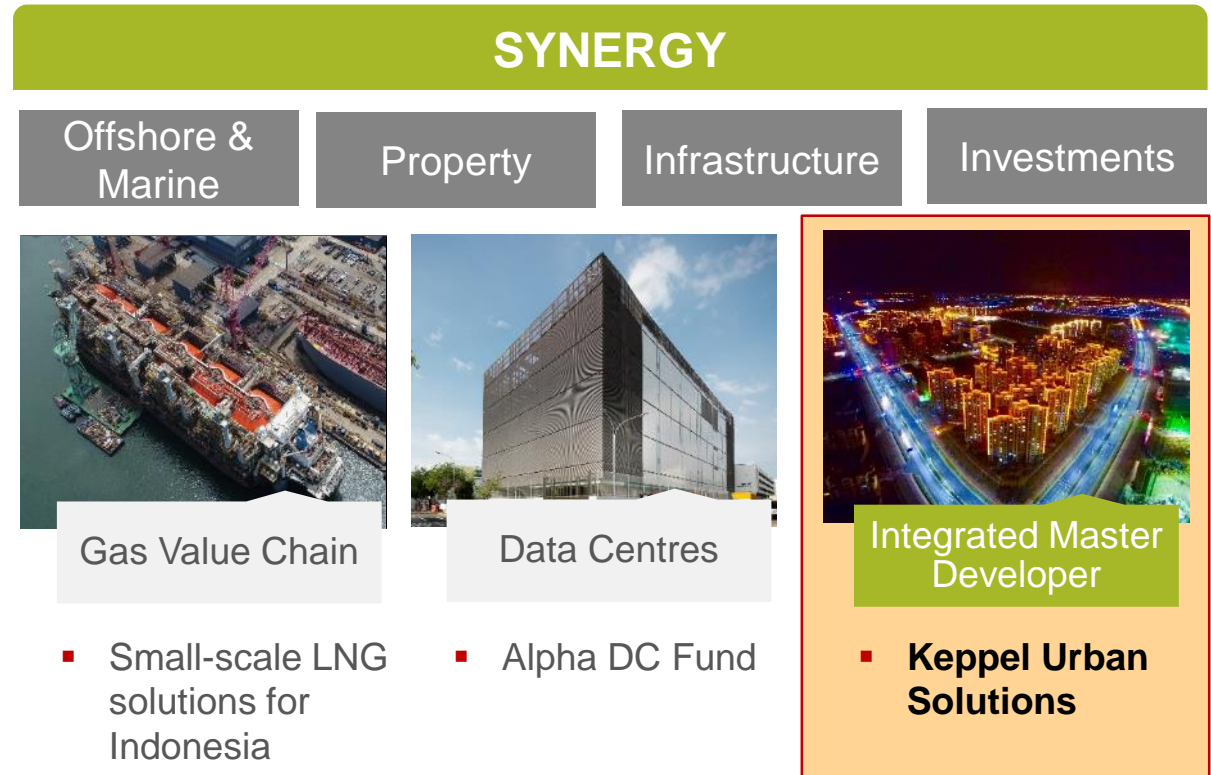 SYNERGY
Offshore &
Marine
Property
Infrastructure
Investments
Gas Value Chain
▪ Small-scale LNG
solutions for
Indonesia
Data Centres
▪ Alpha DC Fund
Integrated Master
Developer
▪ Keppel Urban
Solutions